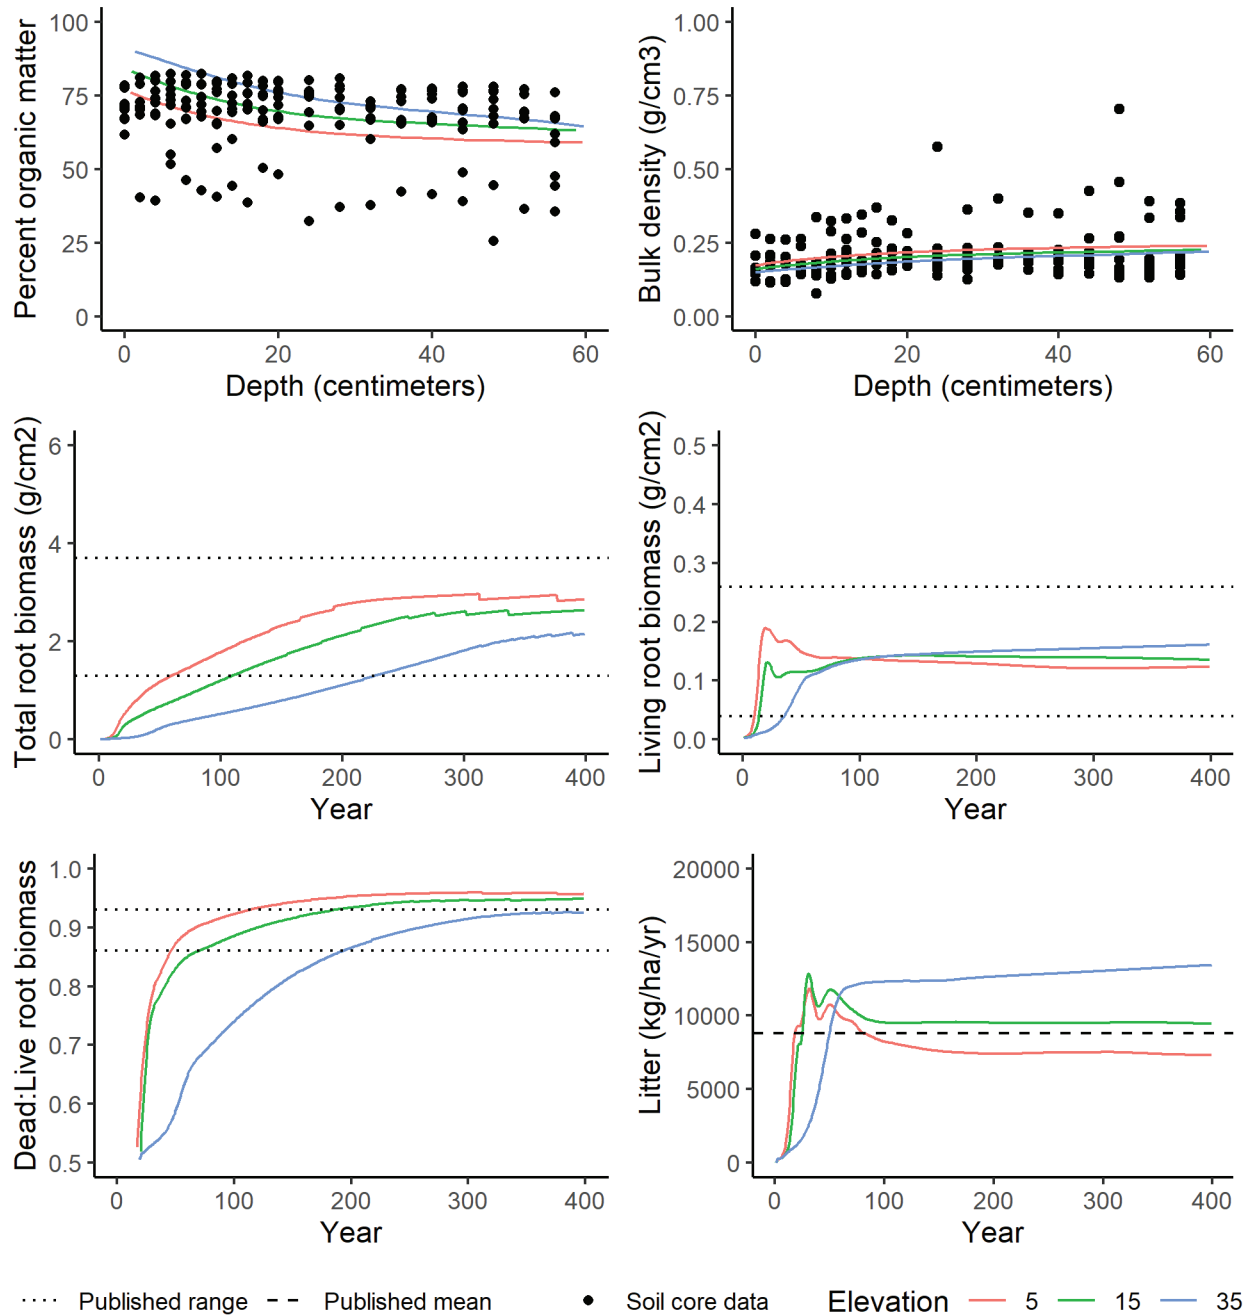 Percent organic matter
100
75
50
25
0
0 20 40 60
Depth (centimeters)
Bulk density (g/cm3)
1.00
0.75
0.50
0.25
0.00
0 20 40 60
Depth (centimeters)
Total root biomass (g/cm2)
6
4
2
0
0 100 200 300 400
Year
Living root biomass (g/cm2)
0.5
0.4
0.3
0.2
0.1
0.0
0 100 200 300 400
Year
Dead:Live root biomass
1.0
0.9
0.8
0.7
0.6
0.5
0 100 200 300 400
Year
Litter (kg/ha/yr)
20000
15000
10000
5000
0
0 100 200 300 400
Year
Published range Published mean Soil core data Elevation 5 15 35